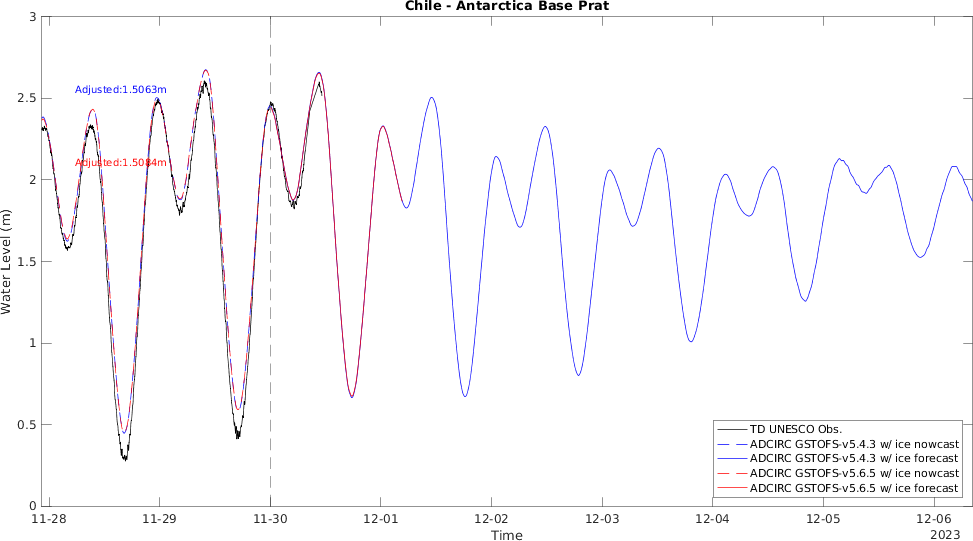 Chile - Antarctica Base Prat
3
2.5
2
1.5
1
0.5
0
Water Level (m)
Adjusted:1.5063m
Adjusted:1.5084m
TD UNESCO Obs.
ADCIRC GSTOFS-v5.4.3 w/ ice nowcast
ADCIRC GSTOFS-v5.4.3 w/ ice forecast
ADCIRC GSTOFS-v5.6.5 w/ ice nowcast
ADCIRC GSTOFS-v5.6.5 w/ ice forecast
11-28 11-29 11-30 12-01 12-02 12-03 12-04 12-05 12-06
Time
2023